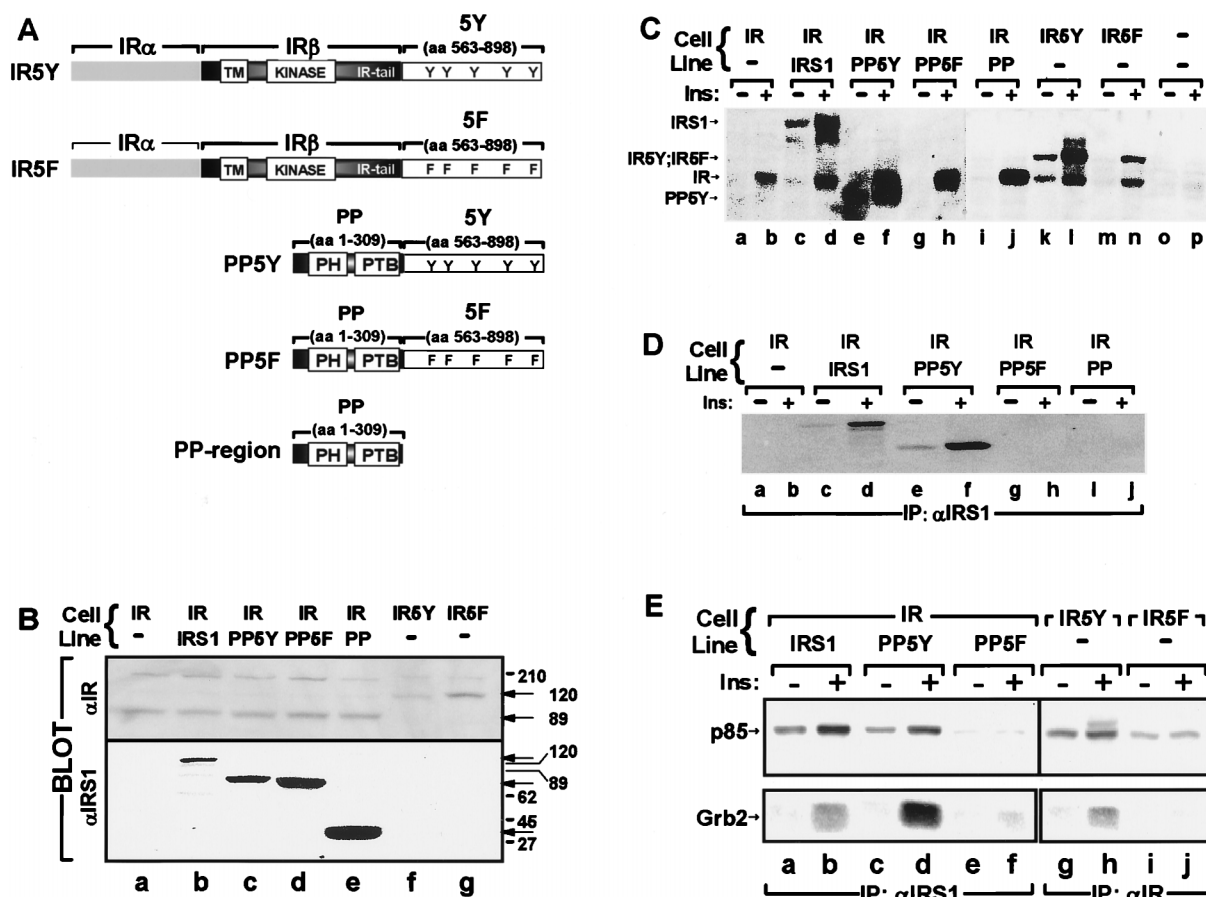 A
IRα IRβ 5Y
(aa 563-898)
IR5Y TM KINASE IR-tail Y Y Y Y Y
IRα IRβ 5F
(aa 563-898)
IR5F TM KINASE IR-tail F F F F F
PP 5Y
(aa 1-309) (aa 563-898)
PP5Y PH PTB Y Y Y Y Y
PP 5F
(aa 1-309) (aa 563-898)
PP5F PH PTB F F F F F
PP
(aa 1-309)
PP-region PH PTB
B
Cell Line { IR IR IR IR IR IR5Y IR5F
- IRS1 PP5Y PP5F PP - -
BLOT
αIR
210
120
89
αIRS1
120
89
62
46
27
a b c d e f g
C
Cell Line { IR IR IR IR IR IR5Y IR5F -
- IRS1 PP5Y PP5F PP - - -
Ins: - + - + - + - + - + - + - + - +
IRS1→
IR5Y;IR5F→
IR→
PP5Y→
a b c d e f g h i j k l m n o p
D
Cell Line { IR IR IR IR IR
- IRS1 PP5Y PP5F PP
Ins: - + - + - + - + - +
a b c d e f g h i j
IP: αIRS1
E
Cell Line { IR IR5Y IR5F
IRS1 PP5Y PP5F - -
Ins: - + - + - + - + - +
p85→
Grb2→
a b c d e f g h i j
IP: αIRS1 IP: αIR